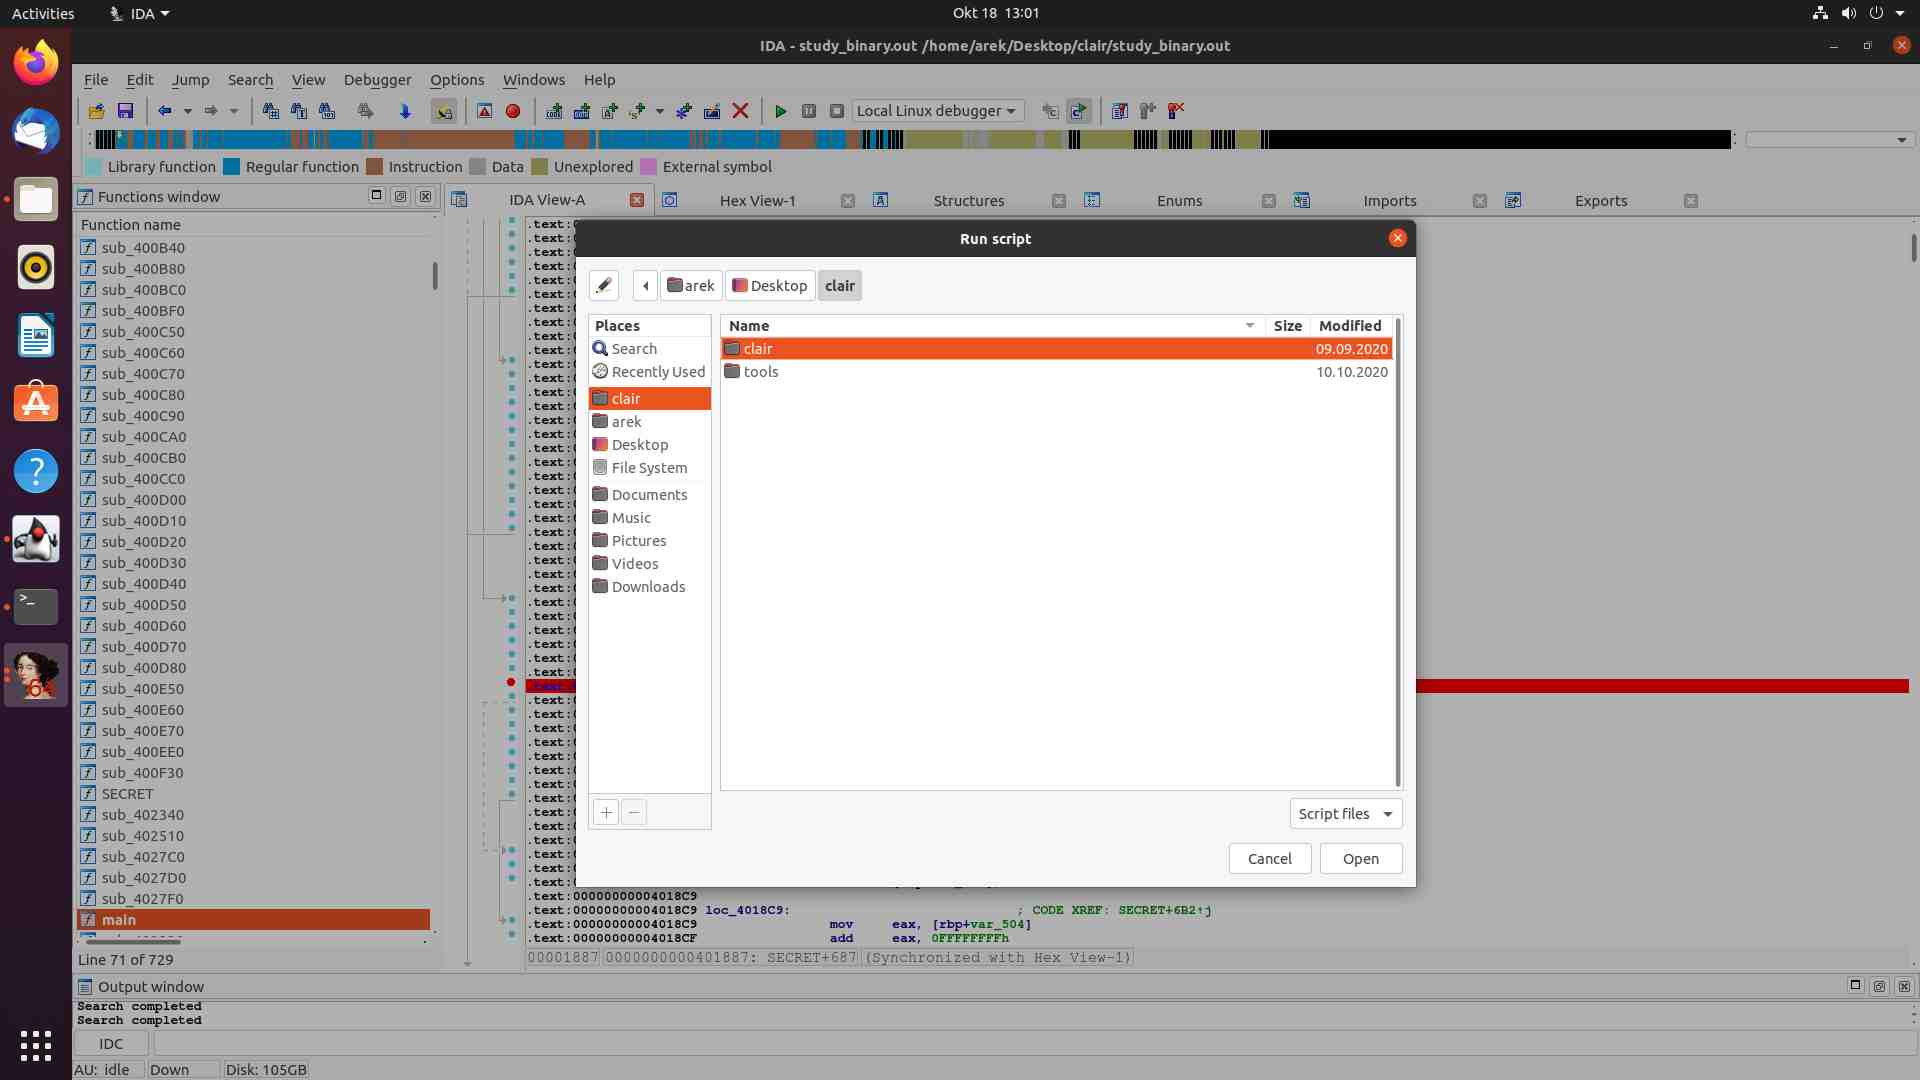 Activities
IDA
Okt 18 13:01
IDA - study_binary.out /home/arek/Desktop/clair/study_binary.out
File Edit Jump Search View Debugger Options Windows Help
Local Linux debugger
Library function Regular function Instruction Data Unexplored External symbol
Functions window
IDA View-A
Hex View-1
Structures
Enums
Imports
Exports
Function name
sub_400B40
sub_400B80
sub_400BC0
sub_400BF0
sub_400C50
sub_400C60
sub_400C70
sub_400C80
sub_400C90
sub_400CA0
sub_400CB0
sub_400CC0
sub_400D00
sub_400D10
sub_400D20
sub_400D30
sub_400D40
sub_400D50
sub_400D60
sub_400D70
sub_400D80
sub_400E50
sub_400E60
sub_400E70
sub_400EE0
sub_400F30
SECRET
sub_402340
sub_402510
sub_4027C0
sub_4027D0
sub_4027F0
main
Line 71 of 729
Run script
arek Desktop clair
Places
Search
Recently Used
clair
arek
Desktop
File System
Documents
Music
Pictures
Videos
Downloads
Name Size Modified
clair 09.09.2020
tools 10.10.2020
Script files
Cancel Open
.text:00000000004018C9
.text:00000000004018C9 loc_4018C9: ; CODE XREF: SECRET+6B2↑j
.text:00000000004018C9 mov eax, [rbp+var_504]
.text:00000000004018CF add eax, 0FFFFFFFFh
00001887 0000000000401887: SECRET+687 (Synchronized with Hex View-1)
Output window
Search completed
Search completed
IDC
AU: idle Down Disk: 105GB